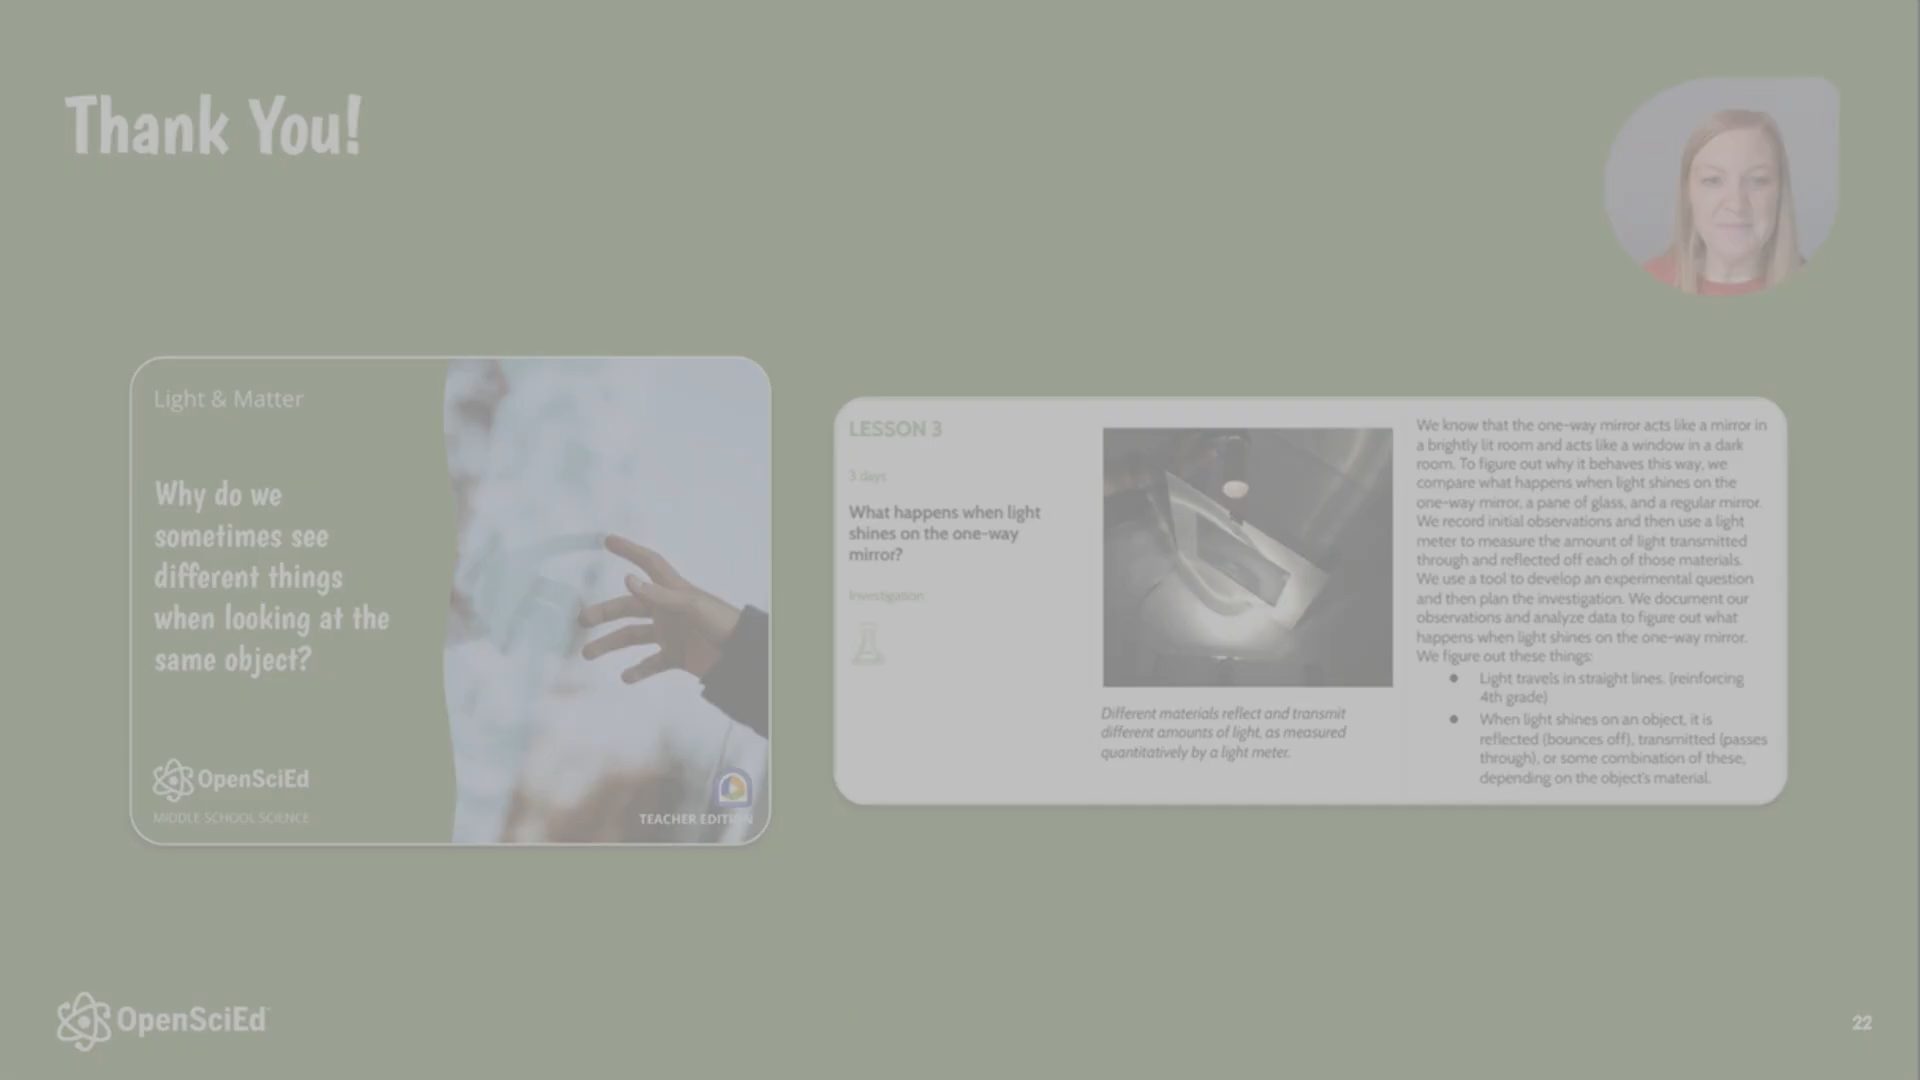 Thank You!
Light & Matter
Why do we
sometimes see
different things
when looking at the
same object?
OpenSciEd
MIDDLE SCHOOL SCIENCE
TEACHER EDITION
LESSON 3
3 days
What happens when light
shines on the one-way
mirror?
Investigation
Different materials reflect and transmit
different amounts of light, as measured
quantitatively by a light meter.
We know that the one-way mirror acts like a mirror in
a brightly lit room and acts like a window in a dark
room. To figure out why it behaves this way, we
compare what happens when light shines on the
one-way mirror, a pane of glass, and a regular mirror.
We record initial observations and then use a light
meter to measure the amount of light transmitted
through and reflected off each of those materials.
We use a tool to develop an experimental question
and then plan the investigation. We document our
observations and analyze data to figure out what
happens when light shines on the one-way mirror.
We figure out these things:
● Light travels in straight lines. (reinforcing
4th grade)
● When light shines on an object, it is
reflected (bounces off), transmitted (passes
through), or some combination of these,
depending on the object's material.
OpenSciEd
22